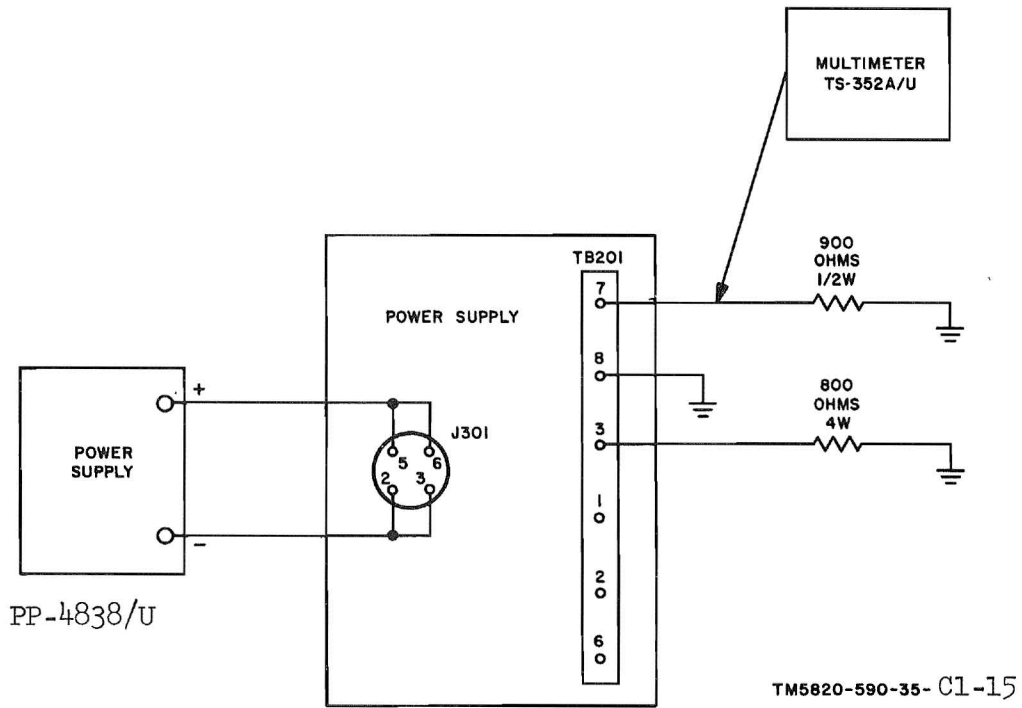 MULTIMETER
TS-352A/U
TB201
900
OHMS
1/2W
7
POWER SUPPLY
8
800
OHMS
4W
+
J301
3
POWER
SUPPLY
5 6
2 3
1
−
2
PP-4838/U
6
TM5820-590-35- C1-15